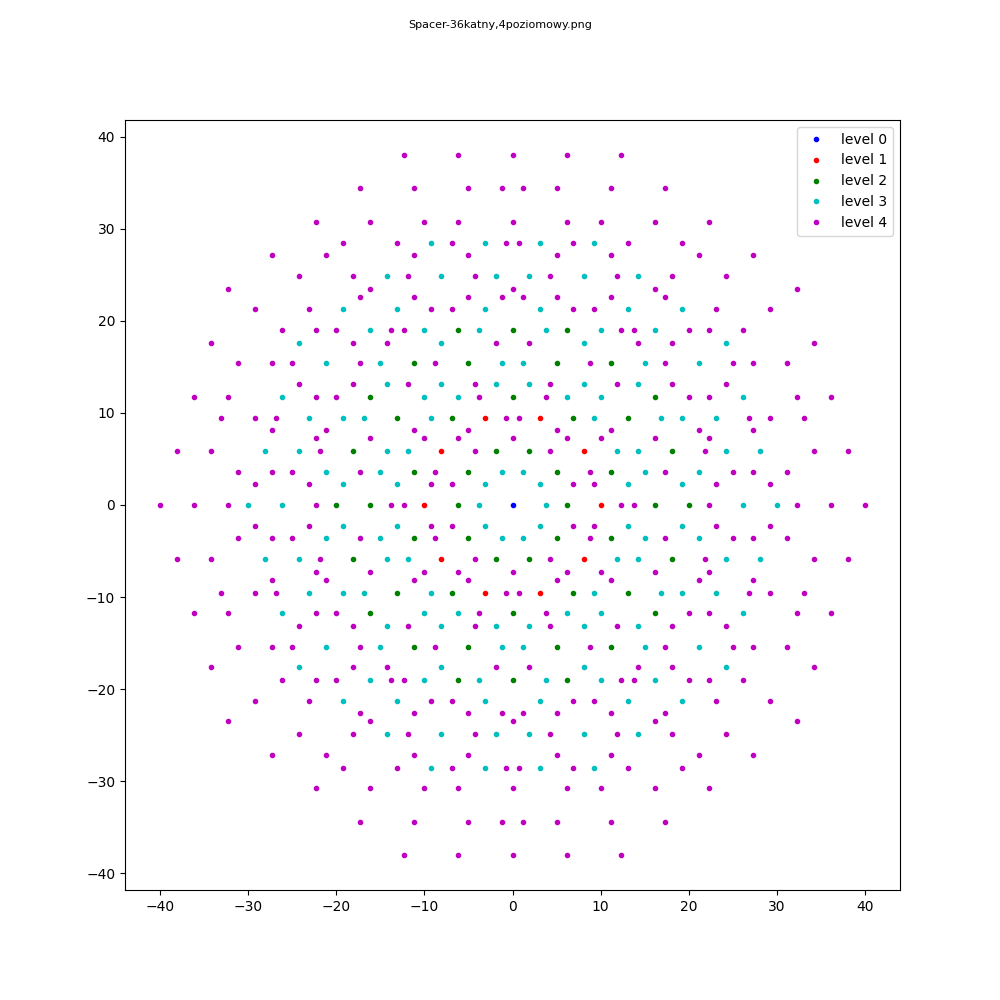 Spacer-36katny,4poziomowy.png
level 0
level 1
level 2
level 3
level 4
40
30
20
10
0
−10
−20
−30
−40
−40 −30 −20 −10 0 10 20 30 40